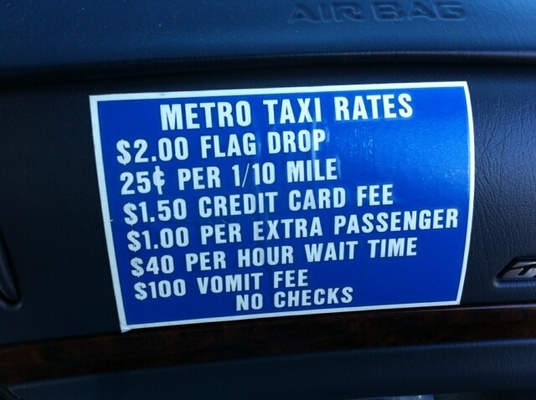 AIR BAG
METRO TAXI RATES
$2.00 FLAG DROP
25¢ PER 1/10 MILE
$1.50 CREDIT CARD FEE
$1.00 PER EXTRA PASSENGER
$40 PER HOUR WAIT TIME
$100 VOMIT FEE
NO CHECKS